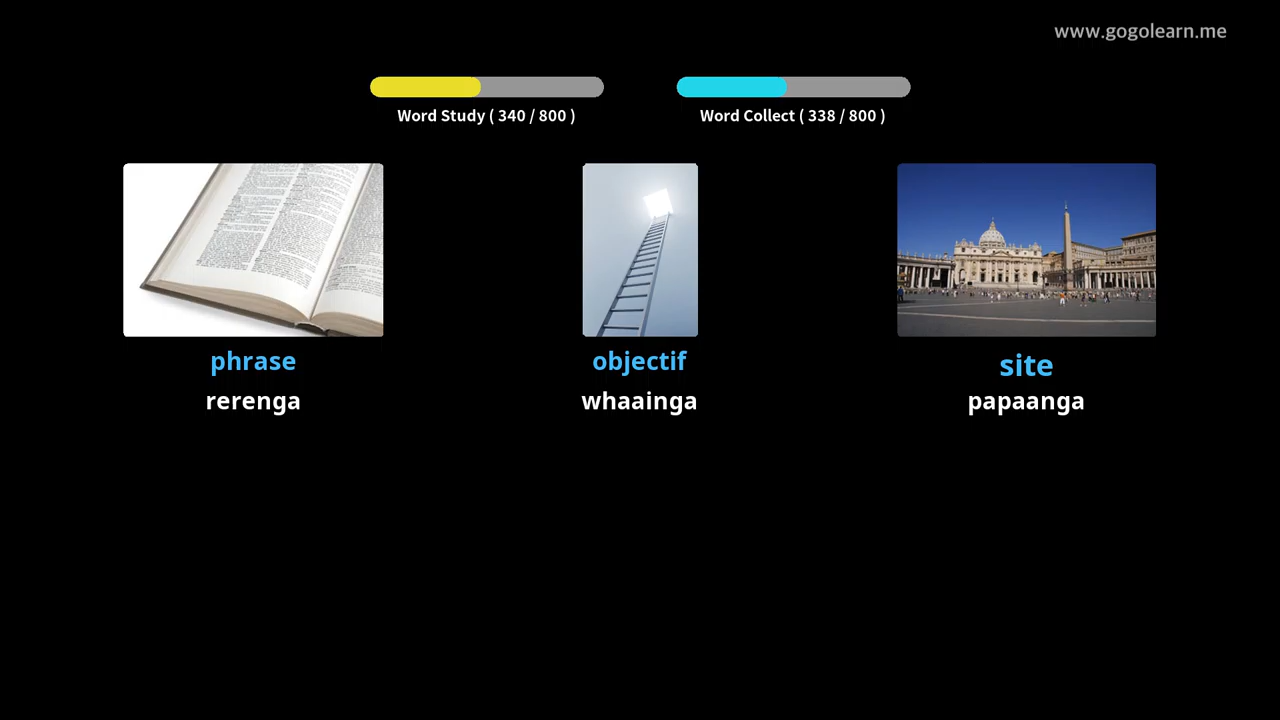 www.gogolearn.me
Word Study ( 340 / 800 )
Word Collect ( 338 / 800 )
phrase
objectif
site
rerenga
whaainga
papaanga